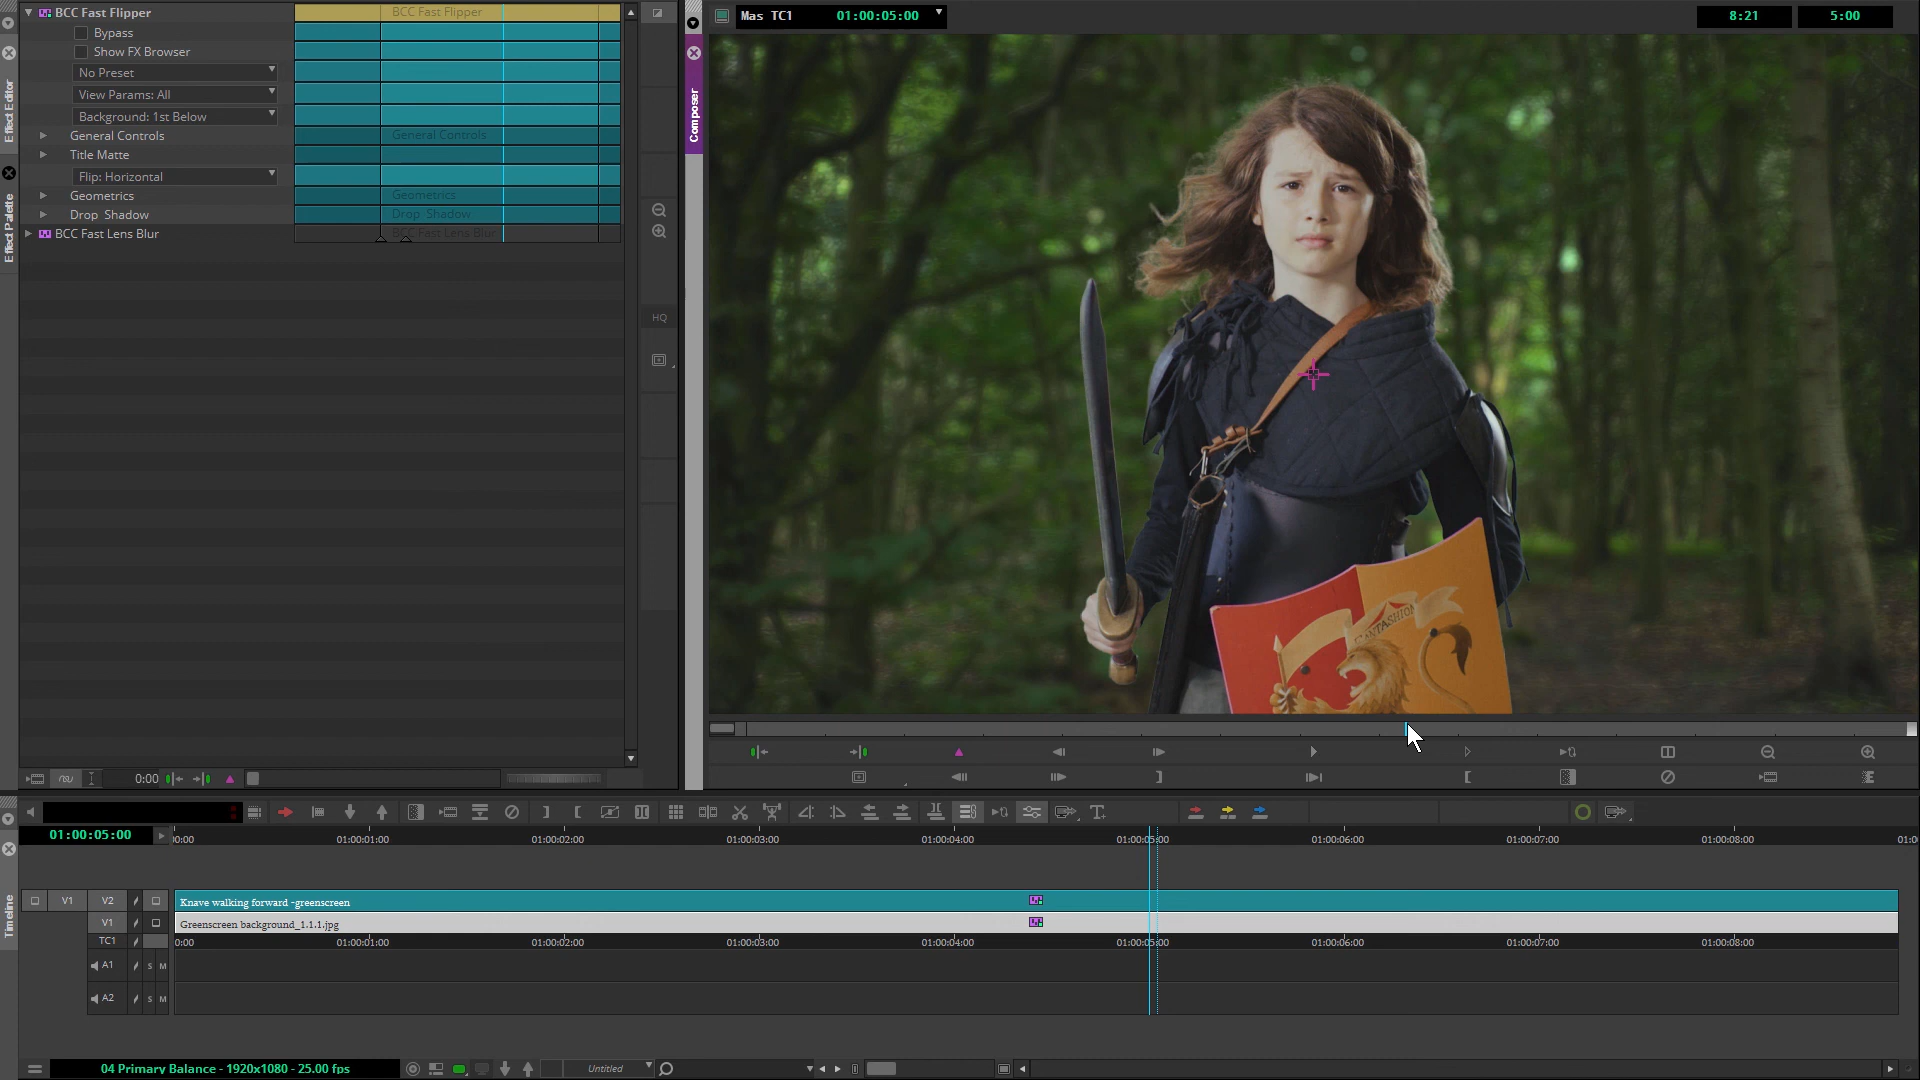 BCC Fast Flipper
BCC Fast Flipper
Bypass
Show FX Browser
No Preset
View Params: All
Background: 1st Below
General Controls
General Controls
Title Matte
Flip: Horizontal
Geometrics
Geometrics
Drop Shadow
Drop Shadow
BCC Fast Lens Blur
BCC Fast Lens Blur
Effect Editor
Effect Palette
HQ
0:00
Composer
Mas TC1 01:00:05:00
8:21
5:00
FANTASHION
01:00:05:00
0:00 01:00:01:00 01:00:02:00 01:00:03:00 01:00:04:00 01:00:05:00 01:00:06:00 01:00:07:00 01:00:08:00 01:0
Timeline
V1 V2 Knave walking forward -greenscreen
V1 Greenscreen background_1.1.1.jpg
TC1 0:00 01:00:01:00 01:00:02:00 01:00:03:00 01:00:04:00 01:00:05:00 01:00:06:00 01:00:07:00 01:00:08:00
A1 S M
A2 S M
04 Primary Balance - 1920x1080 - 25.00 fps
Untitled